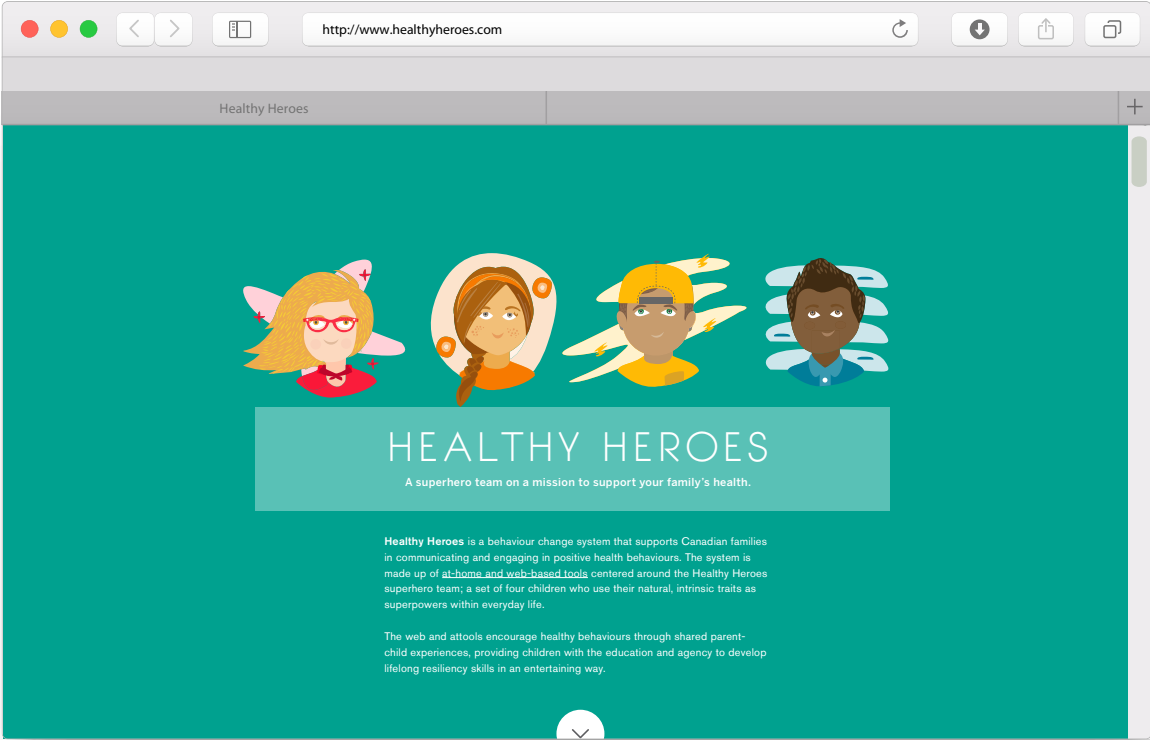 http://www.healthyheroes.com
Healthy Heroes
HEALTHY HEROES
A superhero team on a mission to support your family's health.
Healthy Heroes is a behaviour change system that supports Canadian families
in communicating and engaging in positive health behaviours. The system is
made up of at-home and web-based tools centered around the Healthy Heroes
superhero team; a set of four children who use their natural, intrinsic traits as
superpowers within everyday life.
The web and attools encourage healthy behaviours through shared parent-
child experiences, providing children with the education and agency to develop
lifelong resiliency skills in an entertaining way.